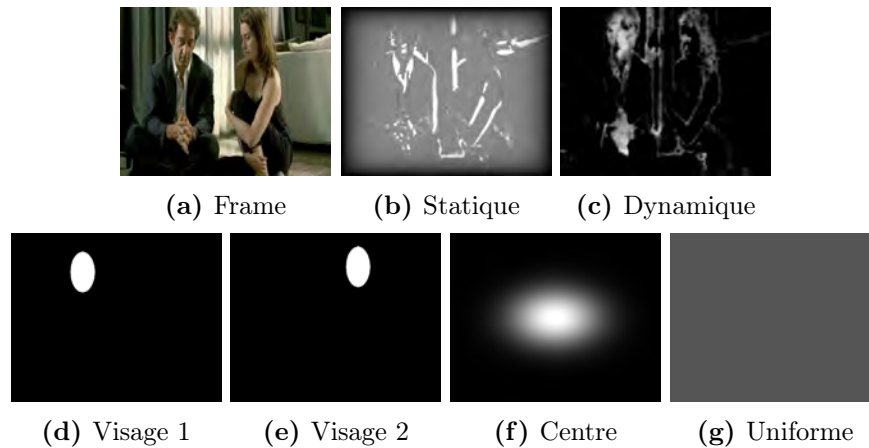 (a) Frame (b) Statique (c) Dynamique
(d) Visage 1 (e) Visage 2 (f) Centre (g) Uniforme